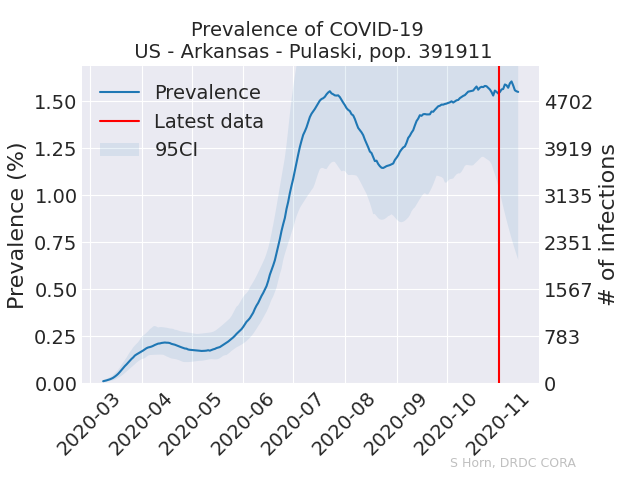 Prevalence of COVID-19
US - Arkansas - Pulaski, pop. 391911
Prevalence
Latest data
95CI
Prevalence (%)
1.50
1.25
1.00
0.75
0.50
0.25
0.00
4702
3919
3135
2351
1567
783
0
# of infections
2020-03
2020-04
2020-05
2020-06
2020-07
2020-08
2020-09
2020-10
2020-11
S Horn, DRDC CORA